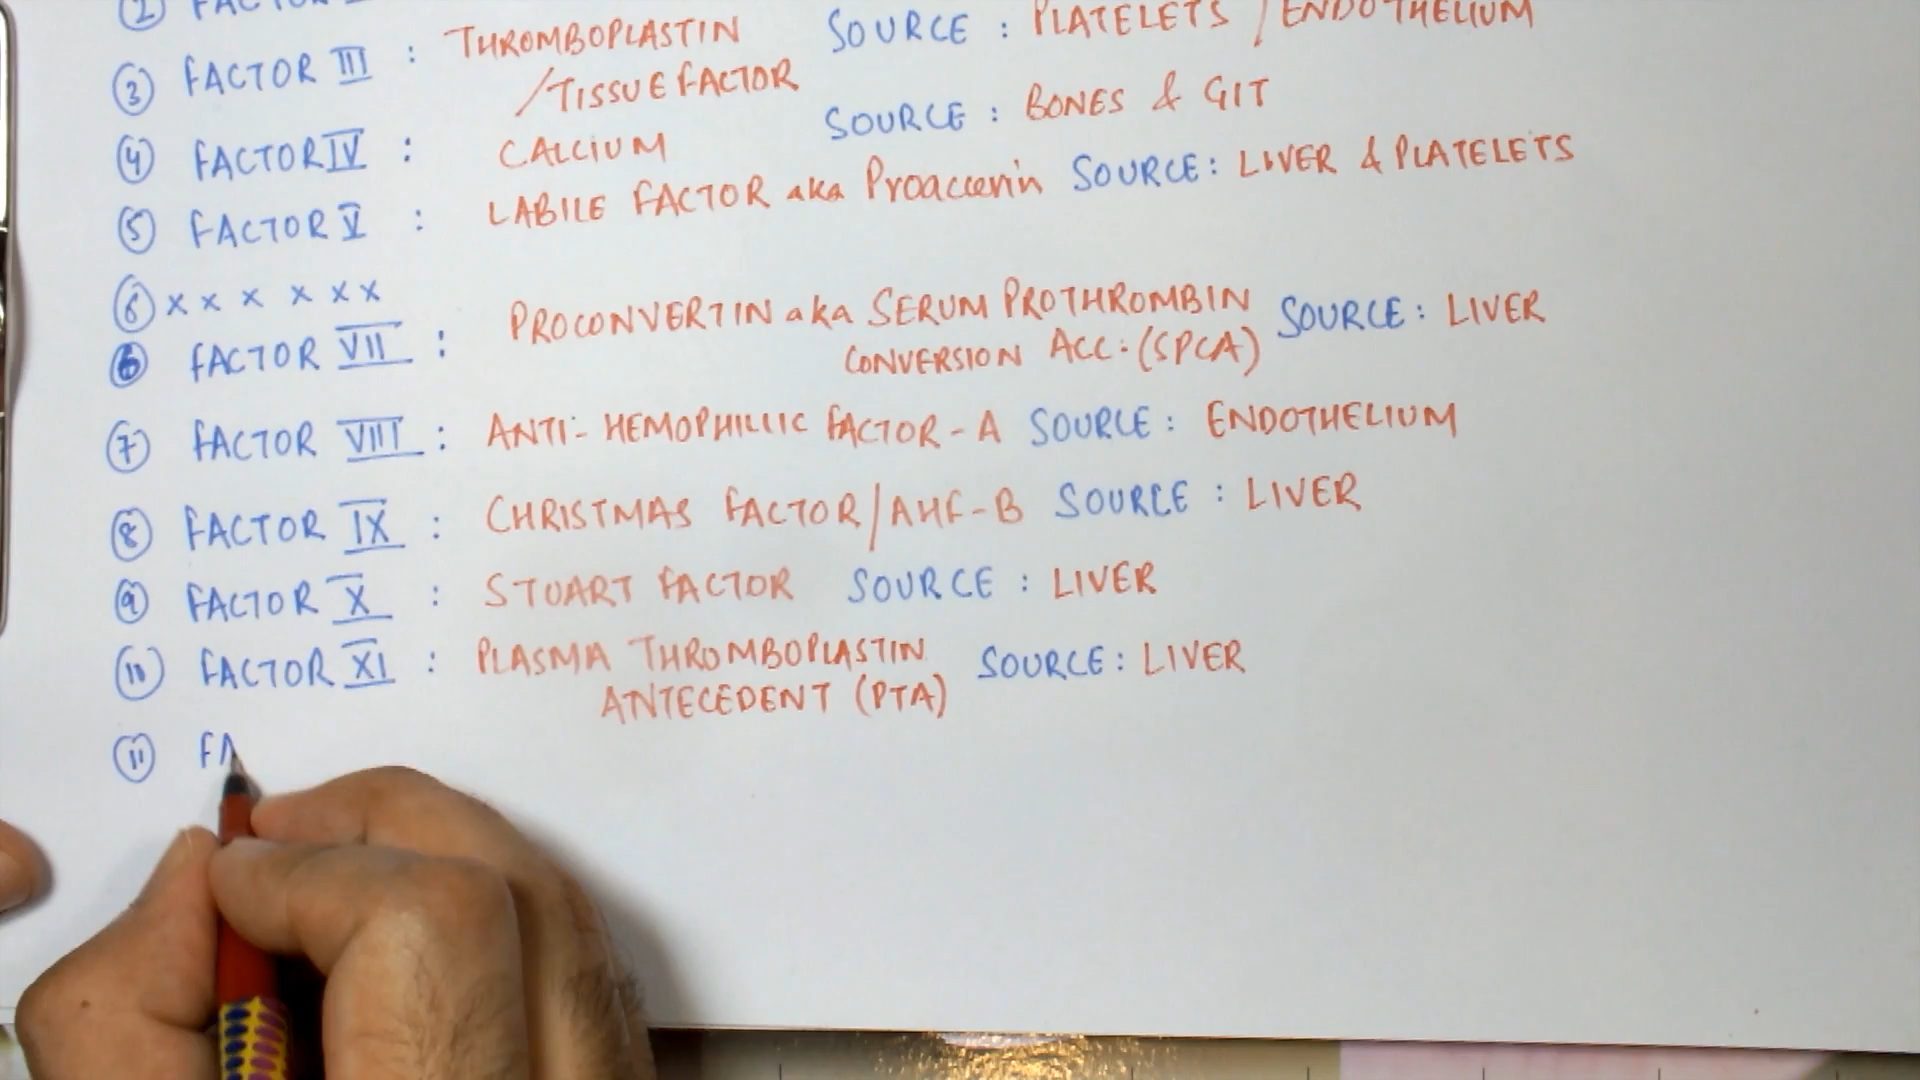 ② FACTOR
③ FACTOR III : THROMBOPLASTIN SOURCE : PLATELETS / ENDOTHELIUM
/TISSUE FACTOR
④ FACTOR IV : CALCIUM SOURCE : BONES & GIT
⑤ FACTOR V : LABILE FACTOR aka Proaccerin SOURCE : LIVER & PLATELETS
⑥ x x x x x x
⑥ FACTOR VII : PROCONVERTIN aka SERUM PROTHROMBIN SOURCE : LIVER
CONVERSION ACC. (SPCA)
⑦ FACTOR VIII : ANTI-HEMOPHILLIC FACTOR-A SOURCE : ENDOTHELIUM
⑧ FACTOR IX : CHRISTMAS FACTOR/AHF-B SOURCE : LIVER
⑨ FACTOR X : STUART FACTOR SOURCE : LIVER
⑩ FACTOR XI : PLASMA THROMBOPLASTIN SOURCE : LIVER
ANTECEDENT (PTA)
⑪ FA